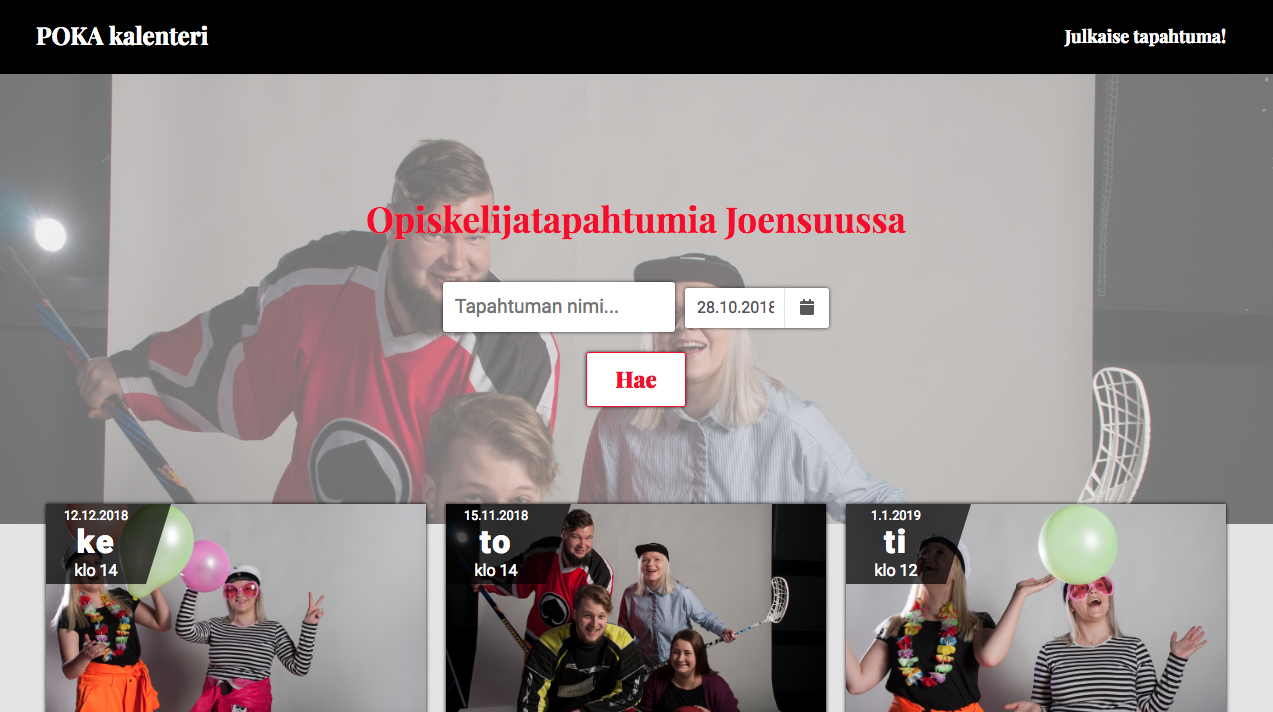 POKA kalenteri
Julkaise tapahtuma!
Opiskelijatapahtumia Joensuussa
Tapahtuman nimi...
28.10.2018
Hae
12.12.2018
ke
klo 14
15.11.2018
to
klo 14
1.1.2019
ti
klo 12